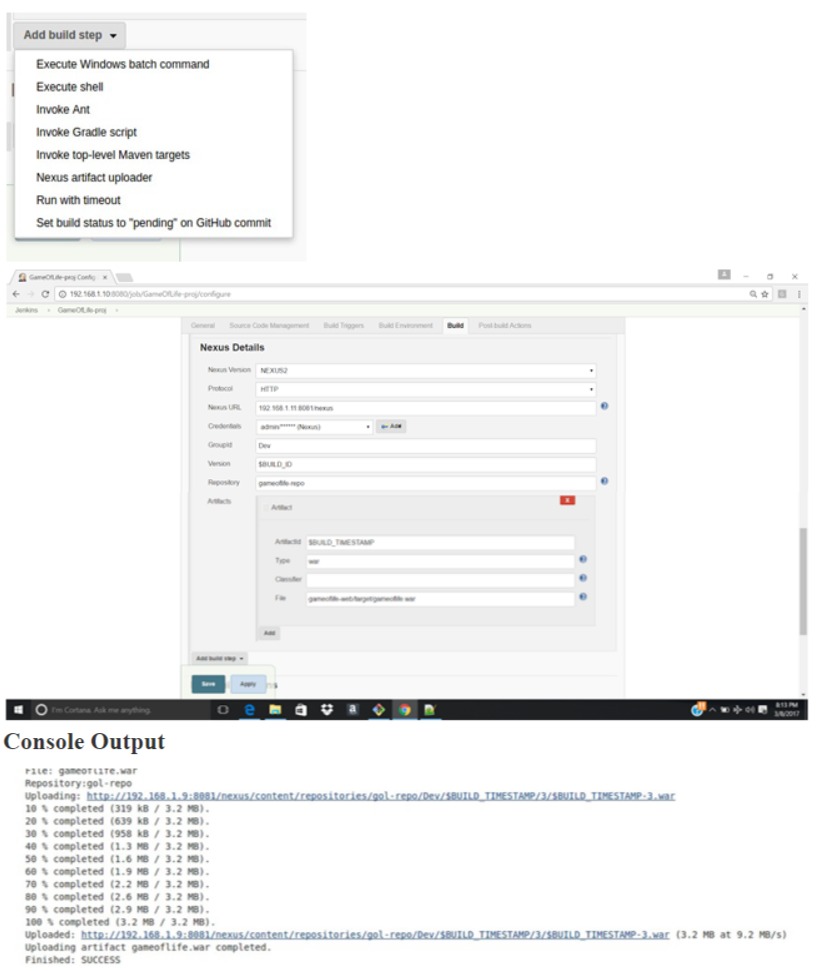 Add build step
Execute Windows batch command
Execute shell
Invoke Ant
Invoke Gradle script
Invoke top-level Maven targets
Nexus artifact uploader
Run with timeout
Set build status to "pending" on GitHub commit
GameOfLife-proj Config
192.168.1.10:8080/job/GameOfLife-proj/configure
Jenkins > GameOfLife-proj >
General Source Code Management Build Triggers Build Environment Build Post-build Actions
Nexus Details
Nexus Version NEXUS2
Protocol HTTP
Nexus URL 192.168.1.11:8081/nexus
Credentials admin/****** (Nexus) Add
GroupId Dev
Version $BUILD_ID
Repository gameoflife-repo
Artifacts
Artifact X
ArtifactId $BUILD_TIMESTAMP
Type war
Classifier
File gameoflife-web/target/gameoflife.war
Add
Add build step
Save Apply
I'm Cortana. Ask me anything.
8:13 PM
3/8/2017
Console Output
File: gameoflife.war
Repository:gol-repo
Uploading: http://192.168.1.9:8081/nexus/content/repositories/gol-repo/Dev/$BUILD_TIMESTAMP/3/$BUILD_TIMESTAMP-3.war
10 % completed (319 kB / 3.2 MB).
20 % completed (639 kB / 3.2 MB).
30 % completed (958 kB / 3.2 MB).
40 % completed (1.3 MB / 3.2 MB).
50 % completed (1.6 MB / 3.2 MB).
60 % completed (1.9 MB / 3.2 MB).
70 % completed (2.2 MB / 3.2 MB).
80 % completed (2.6 MB / 3.2 MB).
90 % completed (2.9 MB / 3.2 MB).
100 % completed (3.2 MB / 3.2 MB).
Uploaded: http://192.168.1.9:8081/nexus/content/repositories/gol-repo/Dev/$BUILD_TIMESTAMP/3/$BUILD_TIMESTAMP-3.war (3.2 MB at 9.2 MB/s)
Uploading artifact gameoflife.war completed.
Finished: SUCCESS